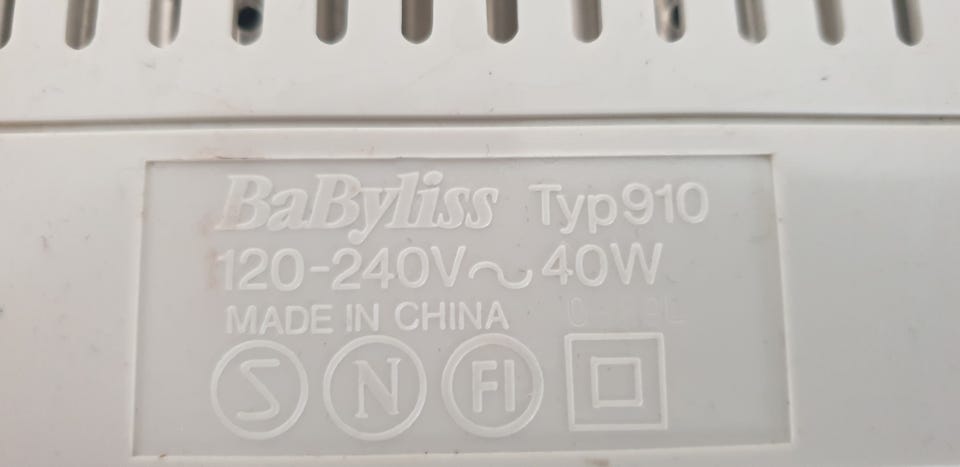 BaByliss Typ910
120-240V~ 40W
MADE IN CHINA
S N FI